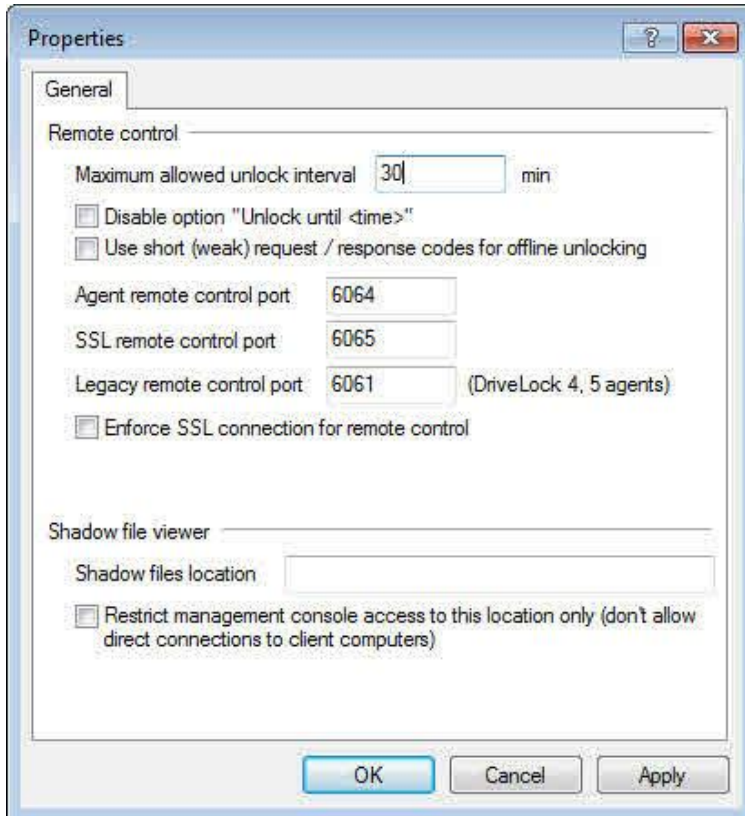 Properties
General
Remote control
Maximum allowed unlock interval 30 min
Disable option "Unlock until <time>"
Use short (weak) request / response codes for offline unlocking
Agent remote control port 6064
SSL remote control port 6065
Legacy remote control port 6061 (DriveLock 4, 5 agents)
Enforce SSL connection for remote control
Shadow file viewer
Shadow files location
Restrict management console access to this location only (don't allow
direct connections to client computers)
OK Cancel Apply